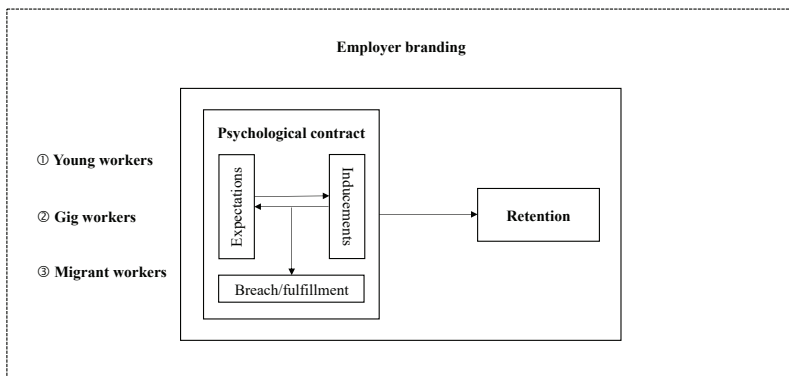 Employer branding
Psychological contract
① Young workers
Expectations
Inducements
② Gig workers
Retention
③ Migrant workers
Breach/fulfillment